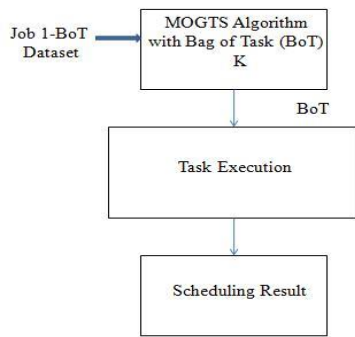 Job 1-BoT
Dataset
MOGTS Algorithm
with Bag of Task (BoT)
K
BoT
Task Execution
Scheduling Result